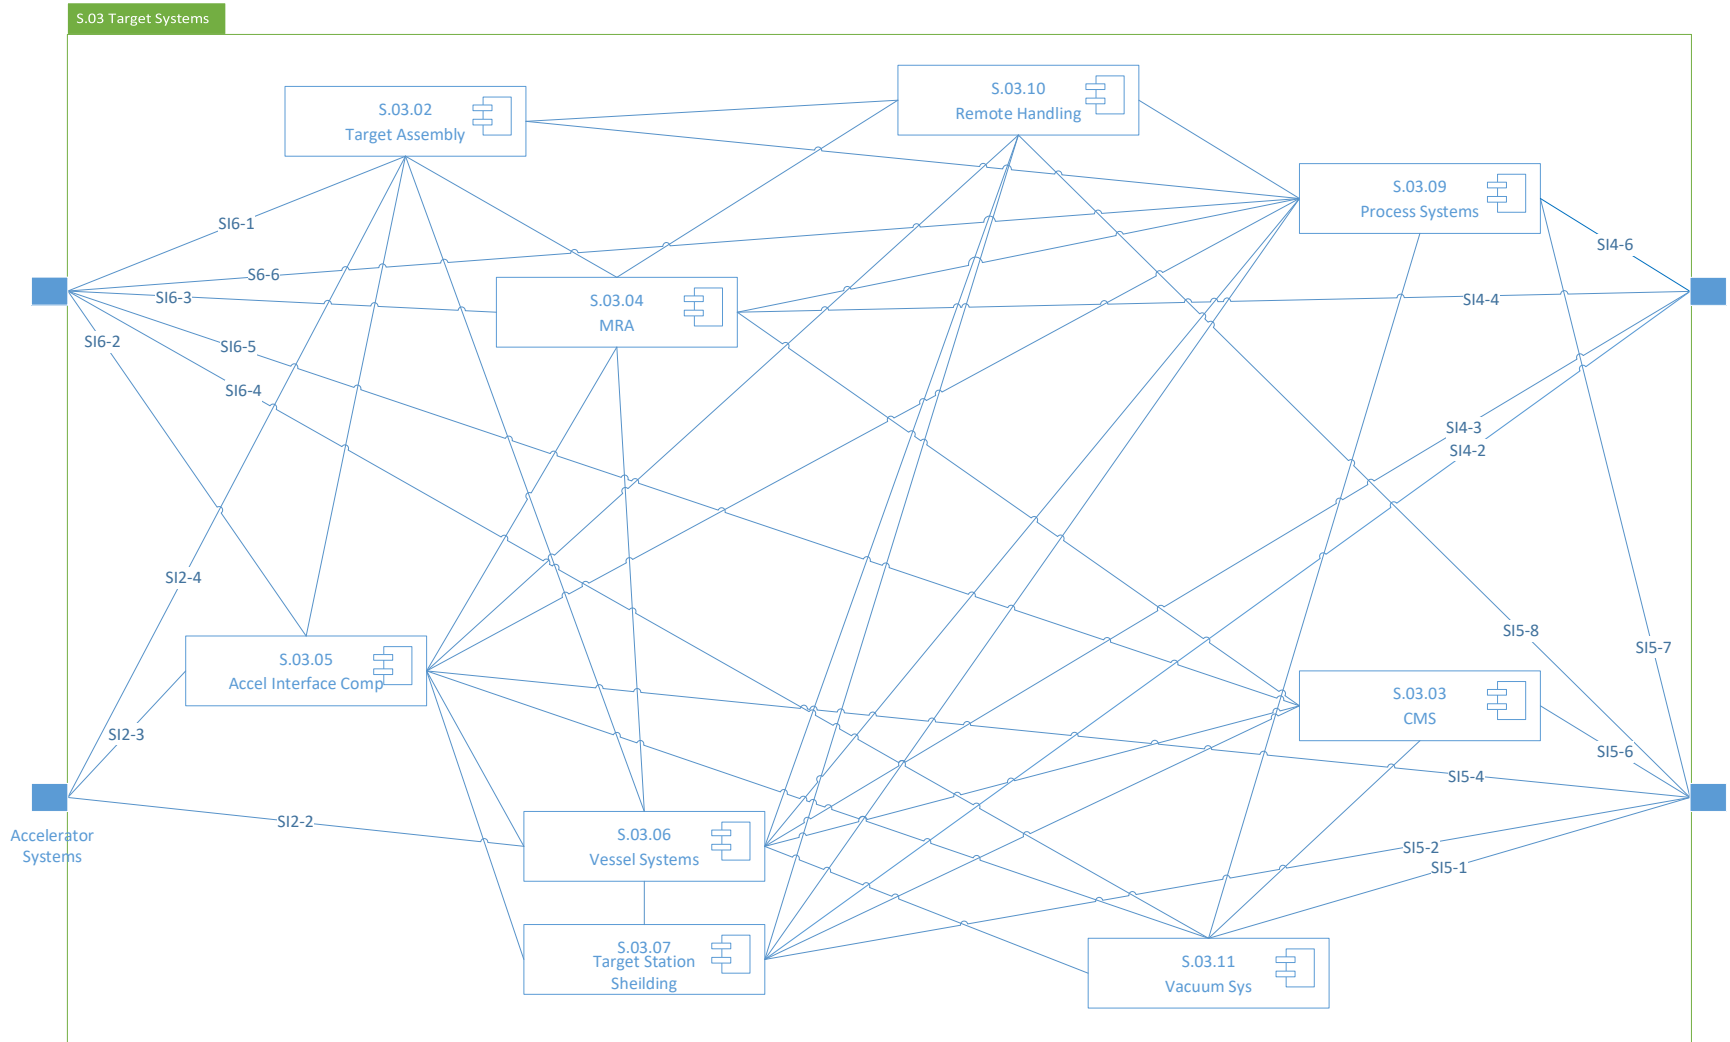 S.03 Target Systems
S.03.10
Remote Handling
S.03.02
Target Assembly
S.03.09
Process Systems
SI6-1
SI4-6
S6-6
SI6-3
S.03.04
MRA
SI4-4
SI6-2
SI6-5
SI6-4
SI4-3
SI4-2
SI2-4
SI5-8
SI5-7
S.03.05
Accel Interface Comp
S.03.03
CMS
SI2-3
SI5-6
SI5-4
SI2-2
Accelerator
Systems
S.03.06
Vessel Systems
SI5-2
SI5-1
S.03.07
Target Station
Sheilding
S.03.11
Vacuum Sys